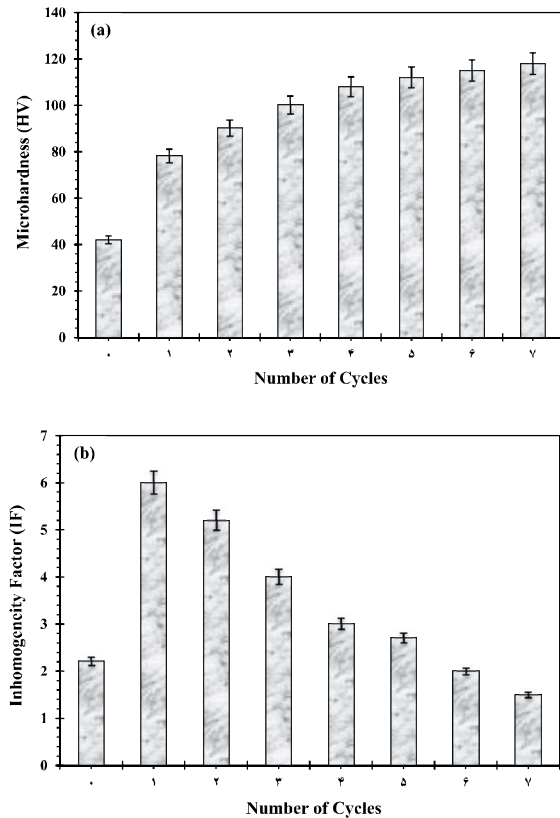 (a)
Microhardness (HV)
140
120
100
80
60
40
20
0
۰ ۱ ۲ ۳ ۴ ۵ ۶ ۷
Number of Cycles
(b)
Inhomogeneity Factor (IF)
7
6
5
4
3
2
1
0
۰ ۱ ۲ ۳ ۴ ۵ ۶ ۷
Number of Cycles